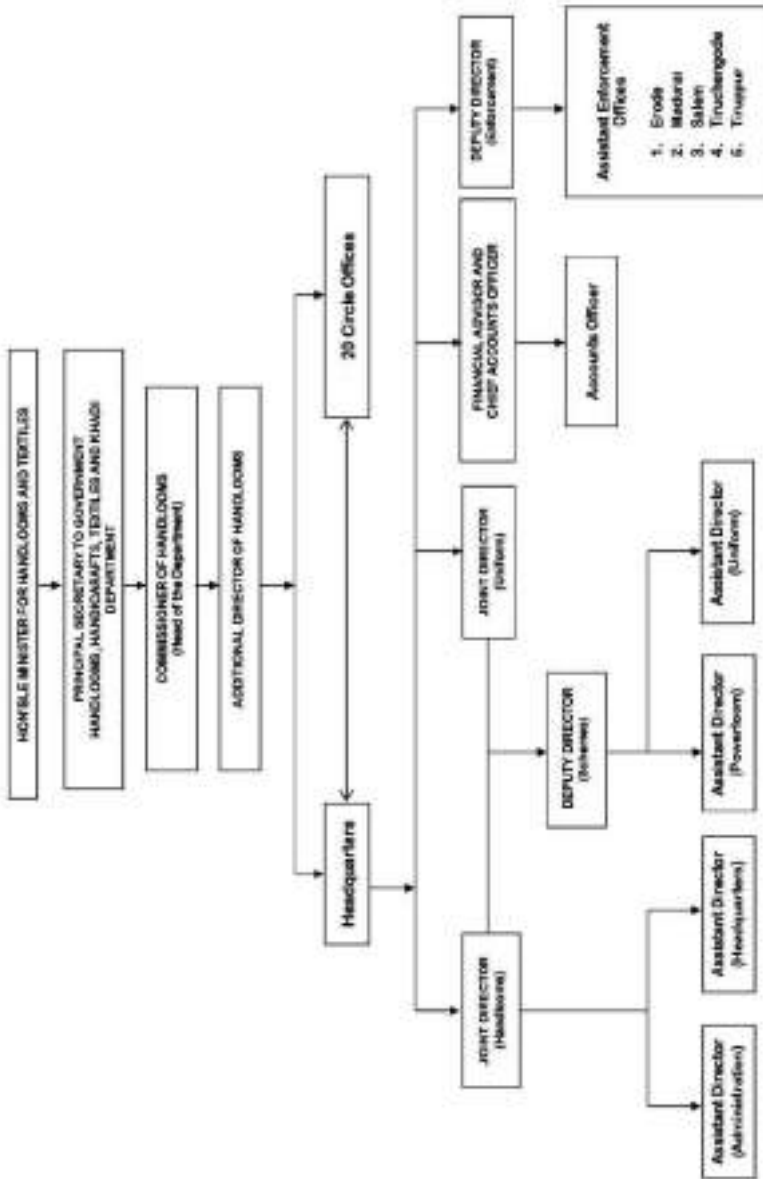 HON'BLE MINISTER FOR HANDLOOMS AND TEXTILES
PRINCIPAL SECRETARY TO GOVERNMENT
HANDLOOMS, HANDICRAFTS, TEXTILES AND KHADI
DEPARTMENT
COMMISSIONER OF HANDLOOMS
(Head of the Department)
ADDITIONAL DIRECTOR OF HANDLOOMS
Headquarters
20 Circle Offices
JOINT DIRECTOR
(Handlooms)
JOINT DIRECTOR
(Uniform)
FINANCIAL ADVISOR AND
CHIEF ACCOUNTS OFFICER
DEPUTY DIRECTOR
(Enforcement)
DEPUTY DIRECTOR
(Schemes)
Accounts Officer
Assistant Enforcement
Offices
1. Erode
2. Madurai
3. Salem
4. Tiruchengode
5. Tiruppur
Assistant Director
(Administration)
Assistant Director
(Headquarters)
Assistant Director
(Powerloom)
Assistant Director
(Uniform)